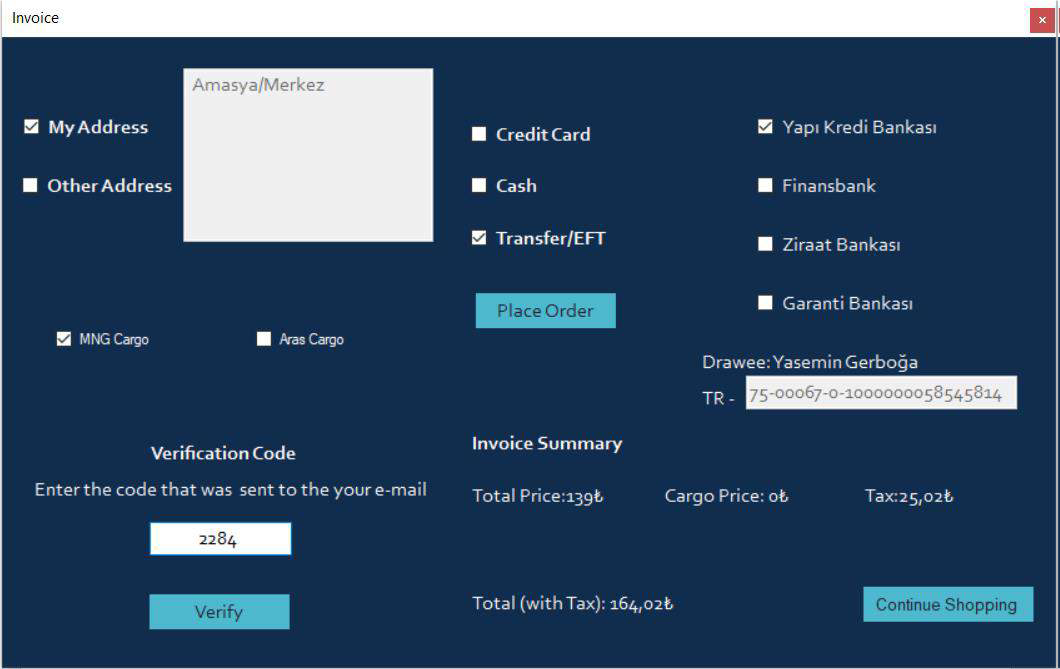 Invoice
Amasya/Merkez
My Address
Other Address
Credit Card
Cash
Transfer/EFT
Place Order
Yapı Kredi Bankası
Finansbank
Ziraat Bankası
Garanti Bankası
MNG Cargo
Aras Cargo
Drawee: Yasemin Gerboğa
TR - 75-00067-0-1000000058545814
Verification Code
Enter the code that was sent to the your e-mail
2284
Verify
Invoice Summary
Total Price:139₺ Cargo Price: 0₺ Tax:25,02₺
Total (with Tax): 164,02₺
Continue Shopping